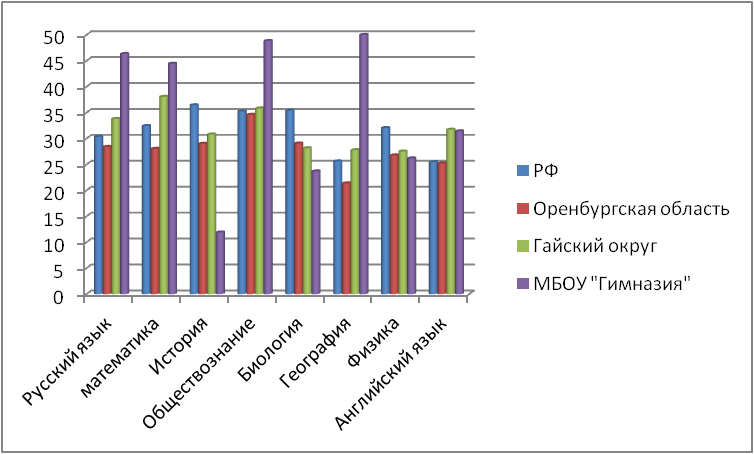 50
45
40
35
30
25
20
15
10
5
0
Русский язык
математика
История
Обществознание
Биология
География
Физика
Английский язык
РФ
Оренбургская область
Гайский округ
МБОУ "Гимназия"